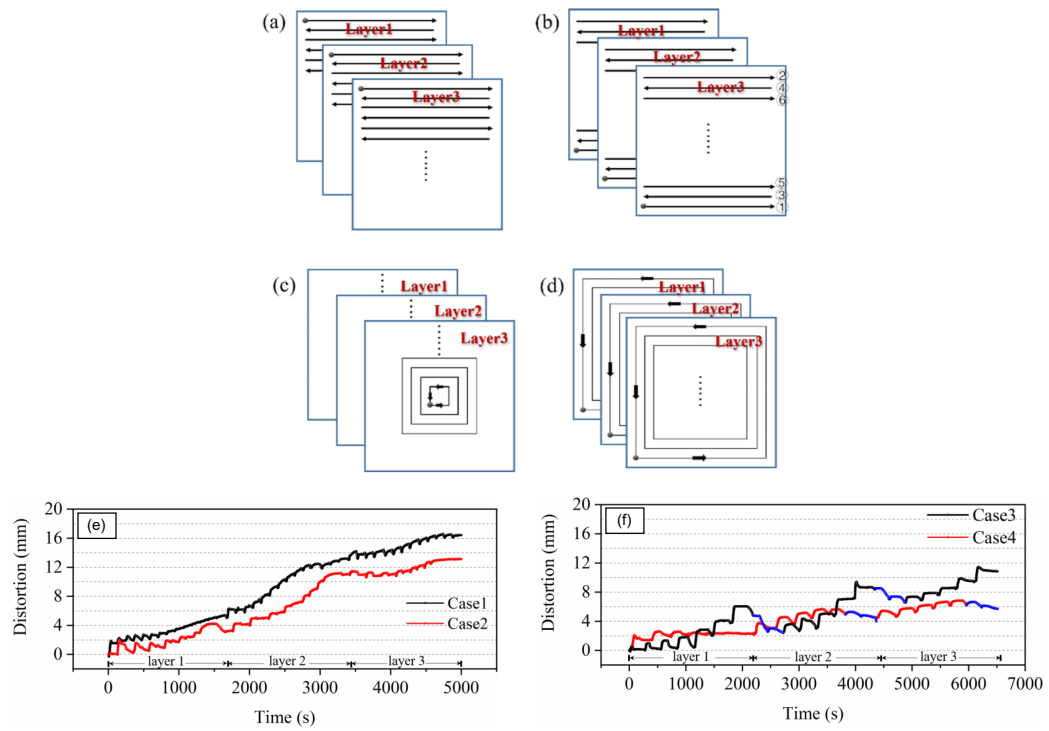 (a)
Layer1
Layer2
Layer3
(b)
Layer1
Layer2
Layer3
②
④
⑥
⑤
③
①
(c)
Layer1
Layer2
Layer3
(d)
Layer1
Layer2
Layer3
(e)
Distortion (mm)
20
16
12
8
4
0
Case1
Case2
layer 1
layer 2
layer 3
0 1000 2000 3000 4000 5000
Time (s)
(f)
Distortion (mm)
20
16
12
8
4
0
Case3
Case4
layer 1
layer 2
layer 3
0 1000 2000 3000 4000 5000 6000 7000
Time (s)